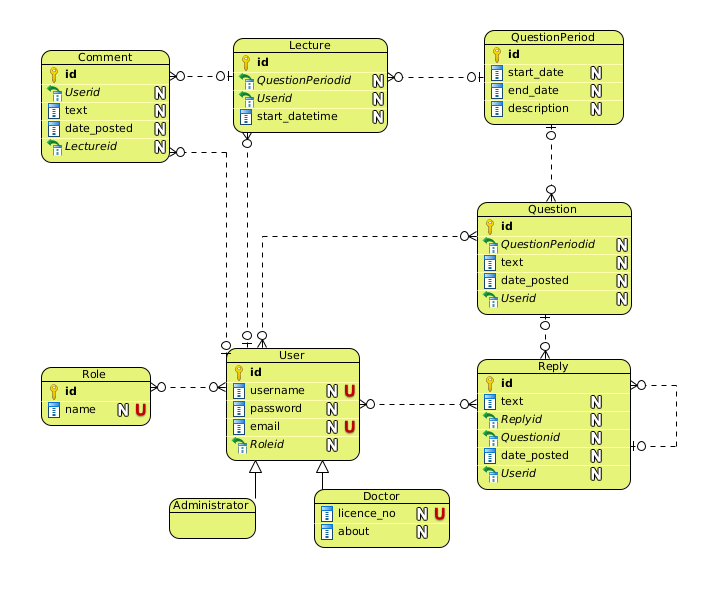 Comment
id
Userid N
text N
date_posted N
Lectureid N
Lecture
id
QuestionPeriodid N
Userid N
start_datetime N
QuestionPeriod
id
start_date N
end_date N
description N
Question
id
QuestionPeriodid N
text N
date_posted N
Userid N
Role
id
name N U
User
id
username N U
password N
email N U
Roleid N
Reply
id
text N
Replyid N
Questionid N
date_posted N
Userid N
Administrator
Doctor
licence_no N U
about N